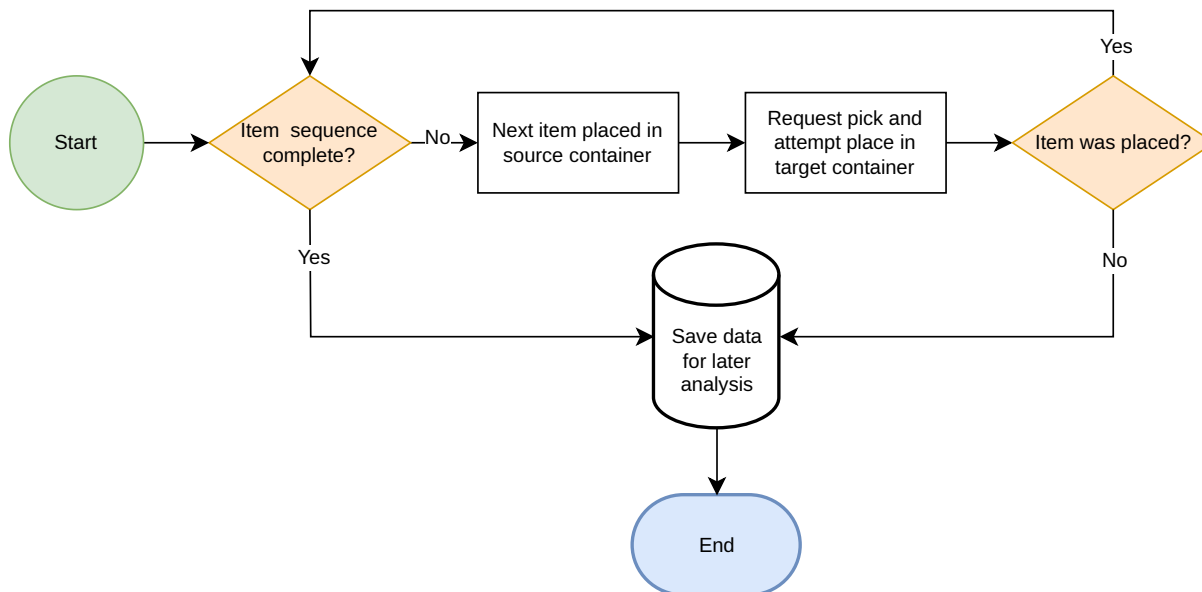 Yes
Start
Item  sequence
complete?
No
Next item placed in
source container
Request pick and
attempt place in
target container
Item was placed?
Yes
No
Save data
for later
analysis
End